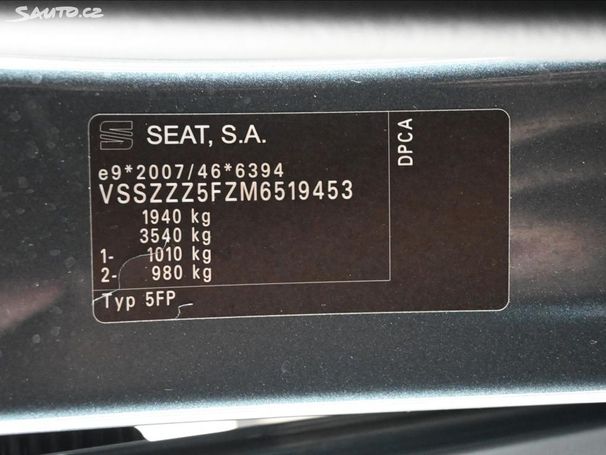 Sauto.cz
SEAT, S.A.
e9*2007/46*6394
VSSZZZ5FZM6519453
1940 kg
3540 kg
1- 1010 kg
2- 980 kg
Typ 5FP
DPCA